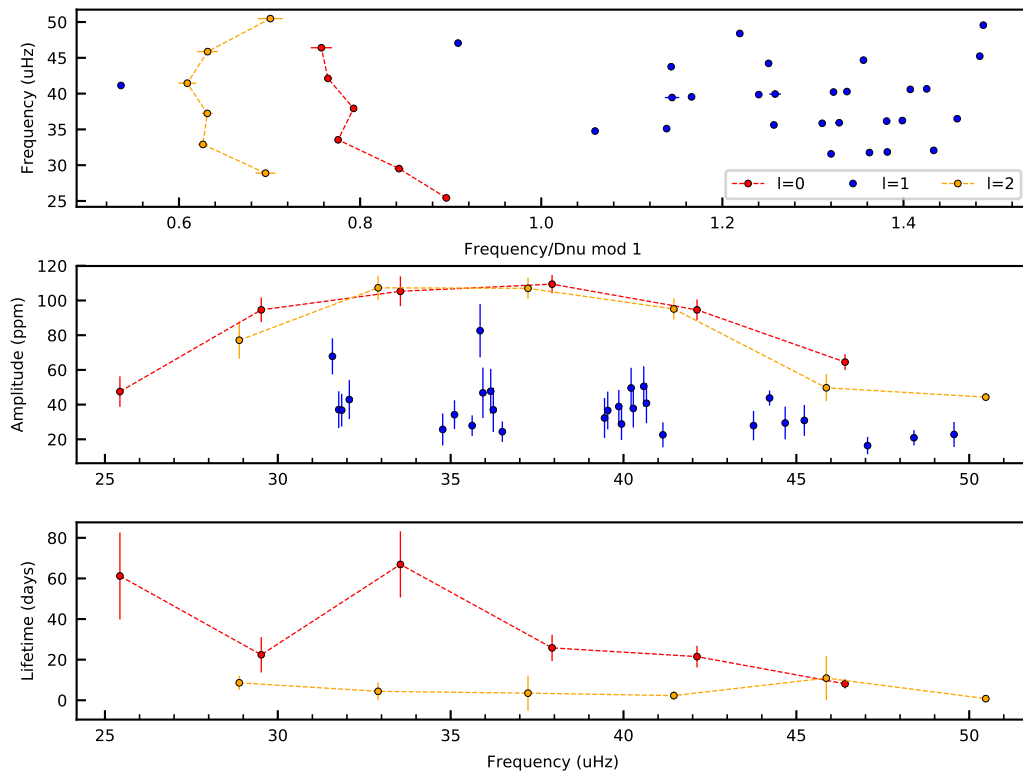 Frequency (uHz)
50
45
40
35
30
25
l=0 l=1 l=2
0.6 0.8 1.0 1.2 1.4
Frequency/Dnu mod 1
Amplitude (ppm)
120
100
80
60
40
20
25 30 35 40 45 50
Lifetime (days)
80
60
40
20
0
25 30 35 40 45 50
Frequency (uHz)